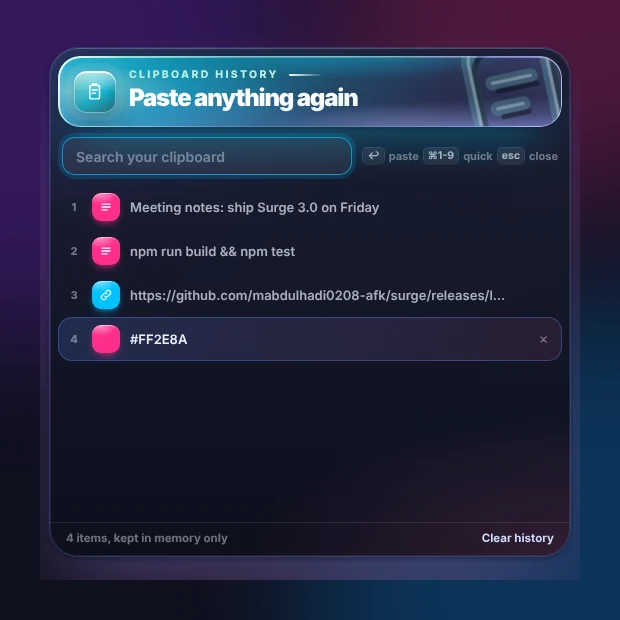 CLIPBOARD HISTORY
Paste anything again
Search your clipboard
↩ paste ⌘1-9 quick esc close
1 Meeting notes: ship Surge 3.0 on Friday
2 npm run build && npm test
3 https://github.com/mabdulhadi0208-afk/surge/releases/l...
4 #FF2E8A ×
4 items, kept in memory only
Clear history